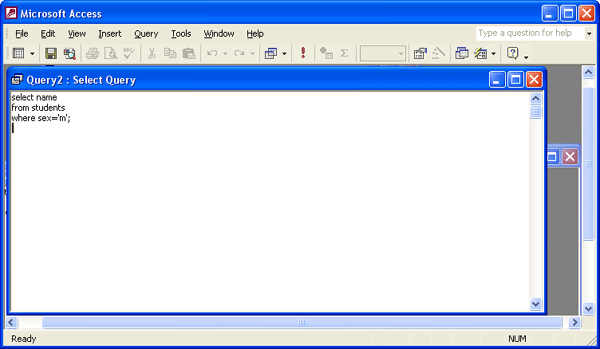 Microsoft Access
File Edit View Insert Query Tools Window Help Type a question for help
Query2 : Select Query
select name
from students
where sex='m';
Ready NUM